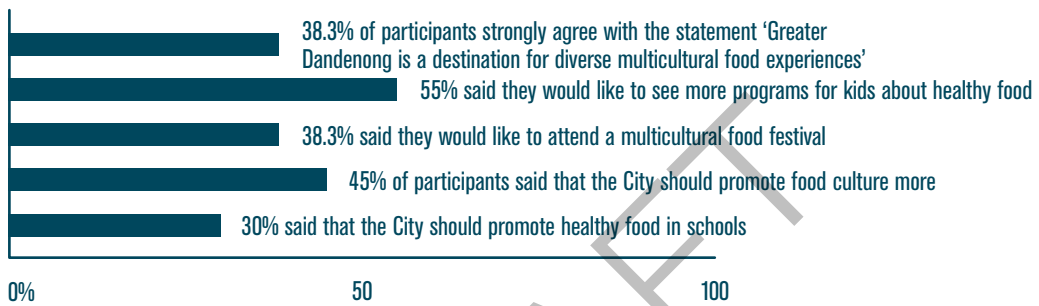 38.3% of participants strongly agree with the statement ‘Greater
Dandenong is a destination for diverse multicultural food experiences’
55% said they would like to see more programs for kids about healthy food
38.3% said they would like to attend a multicultural food festival
45% of participants said that the City should promote food culture more
30% said that the City should promote healthy food in schools
0%
50
100